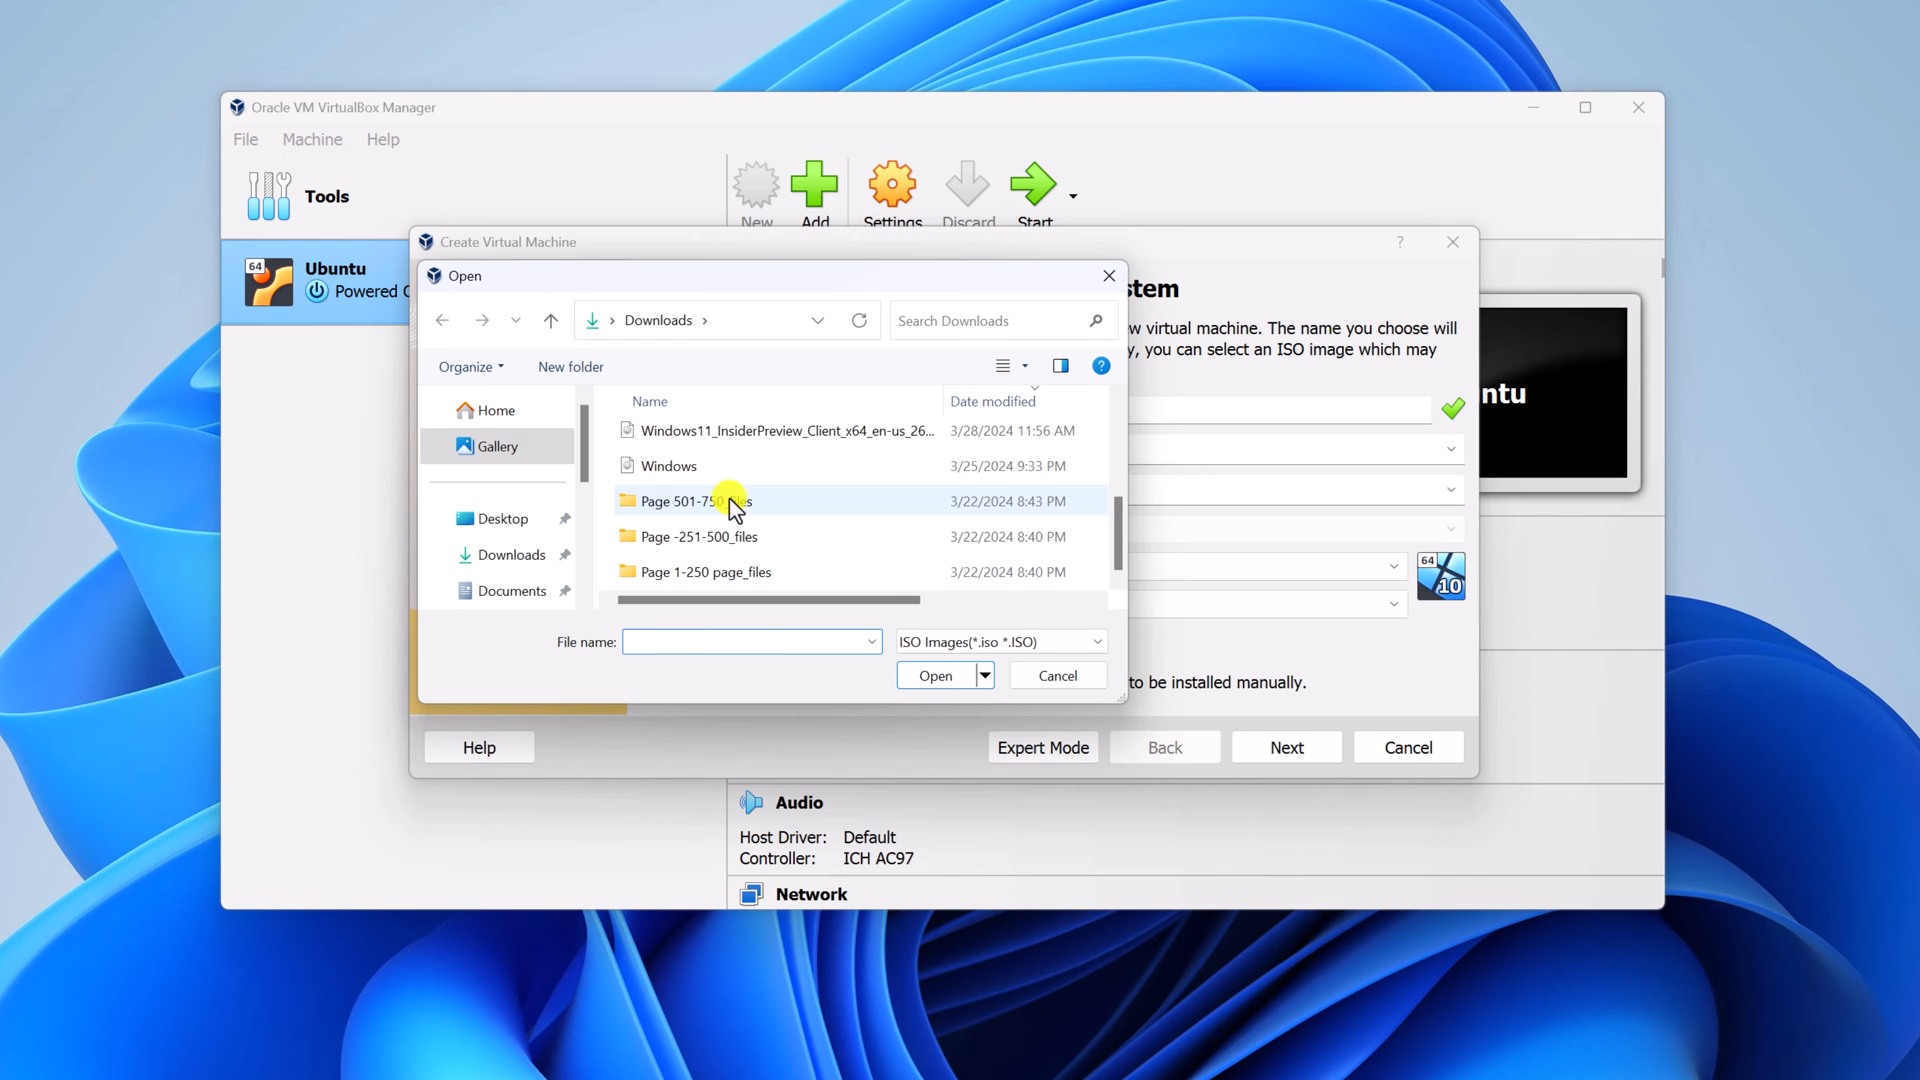 Oracle VM VirtualBox Manager
File Machine Help
Tools
New Add Settings Discard Start
64 Ubuntu
Powered
Create Virtual Machine
?
Open
stem
Downloads
Search Downloads
w virtual machine. The name you choose will
y, you can select an ISO image which may
Organize New folder
?
Name Date modified
Home
Gallery
Desktop
Downloads
Documents
Windows11_InsiderPreview_Client_x64_en-us_26... 3/28/2024 11:56 AM
Windows 3/25/2024 9:33 PM
Page 501-750_files 3/22/2024 8:43 PM
Page -251-500_files 3/22/2024 8:40 PM
Page 1-250 page_files 3/22/2024 8:40 PM
ntu
64
10
File name: ISO Images(*.iso *.ISO)
Open Cancel
to be installed manually.
Help Expert Mode Back Next Cancel
Audio
Host Driver: Default
Controller: ICH AC97
Network